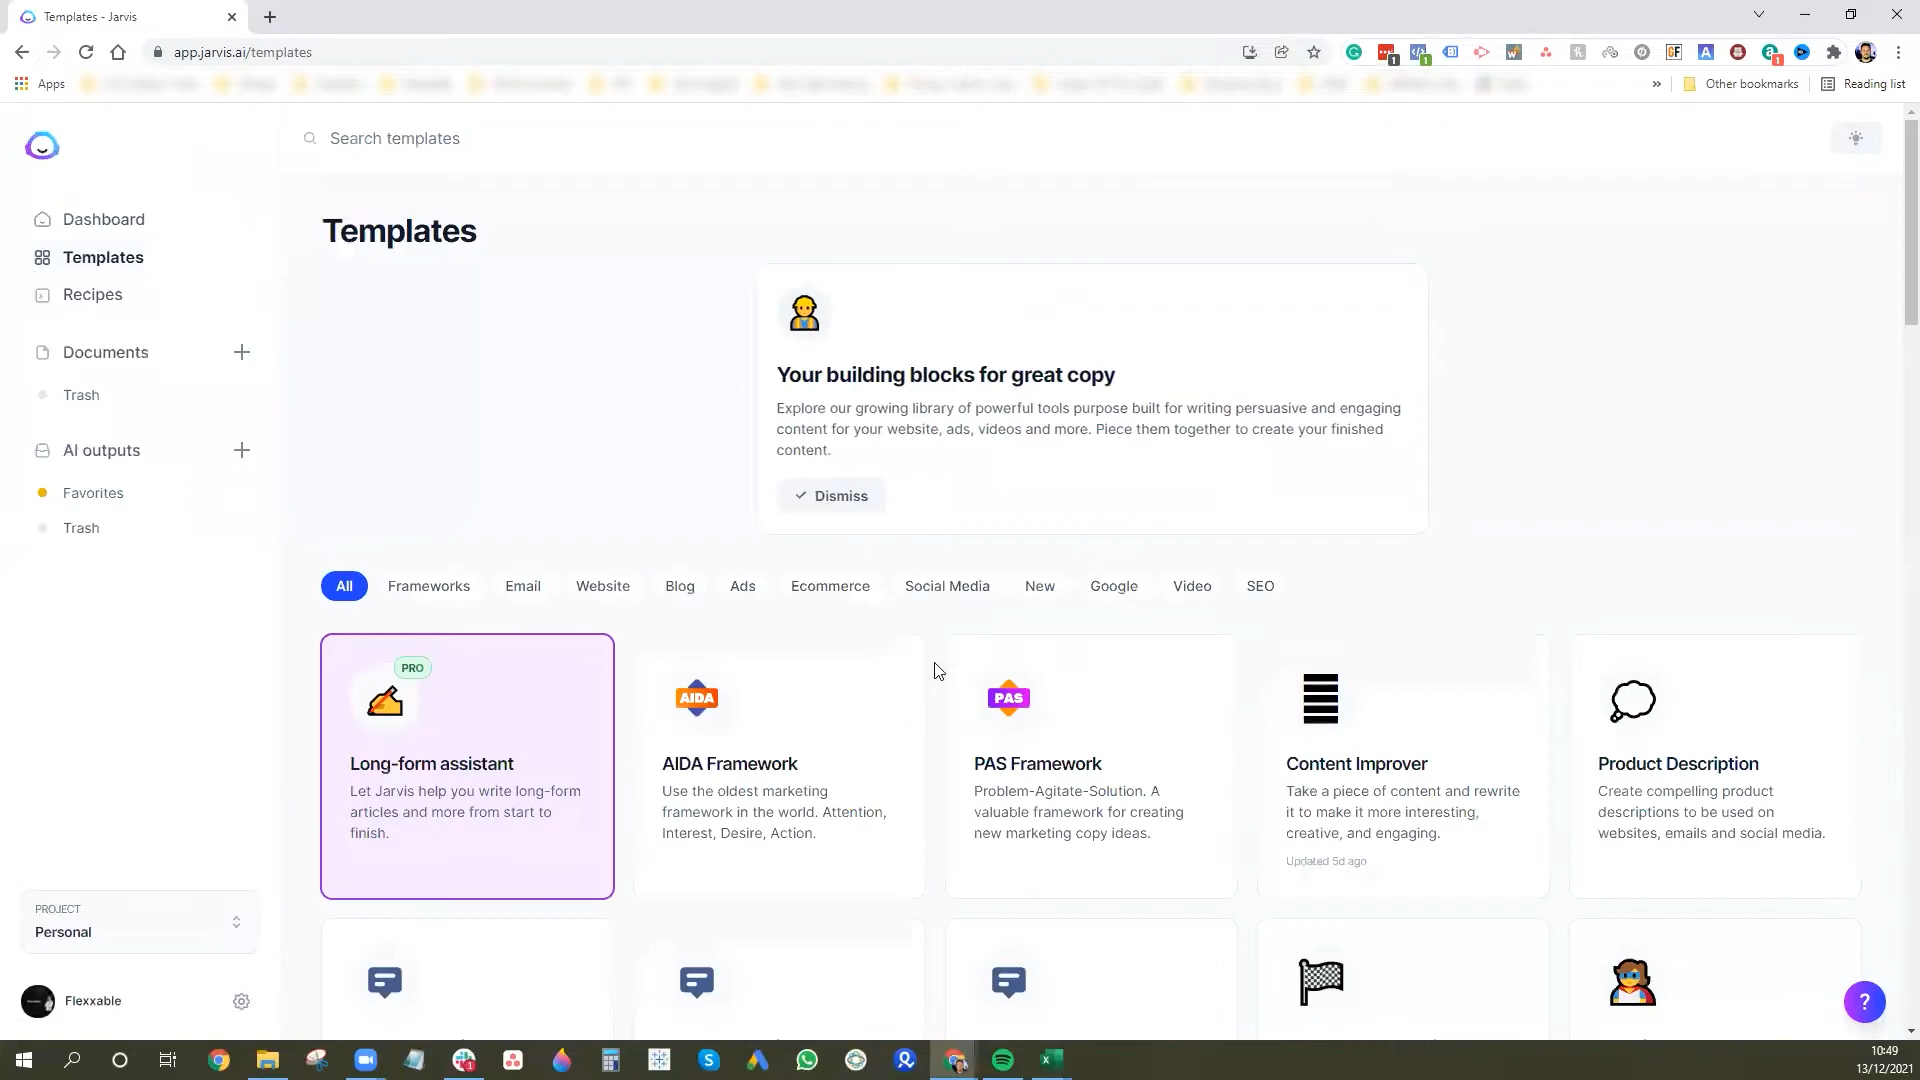 Templates - Jarvis
app.jarvis.ai/templates
1
1
GF
A
1
Apps
Other bookmarks
Reading list
Search templates
Dashboard
Templates
Recipes
Documents
Trash
AI outputs
Favorites
Trash
PROJECT
Personal
Flexxable
Templates
Your building blocks for great copy
Explore our growing library of powerful tools purpose built for writing persuasive and engaging
content for your website, ads, videos and more. Piece them together to create your finished
content.
Dismiss
All Frameworks Email Website Blog Ads Ecommerce Social Media New Google Video SEO
PRO
Long-form assistant
Let Jarvis help you write long-form
articles and more from start to
finish.
AIDA
AIDA Framework
Use the oldest marketing
framework in the world. Attention,
Interest, Desire, Action.
PAS
PAS Framework
Problem-Agitate-Solution. A
valuable framework for creating
new marketing copy ideas.
Content Improver
Take a piece of content and rewrite
it to make it more interesting,
creative, and engaging.
Updated 5d ago
Product Description
Create compelling product
descriptions to be used on
websites, emails and social media.
?
10:49
13/12/2021